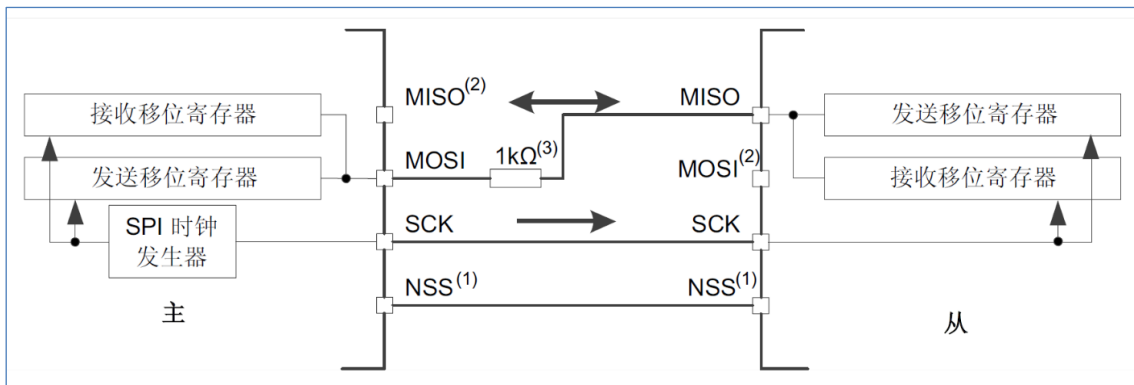 MISO(2)
MISO
接收移位寄存器
发送移位寄存器
MOSI
1kΩ(3)
MOSI(2)
发送移位寄存器
接收移位寄存器
SPI 时钟
发生器
SCK
SCK
NSS(1)
NSS(1)
主
从